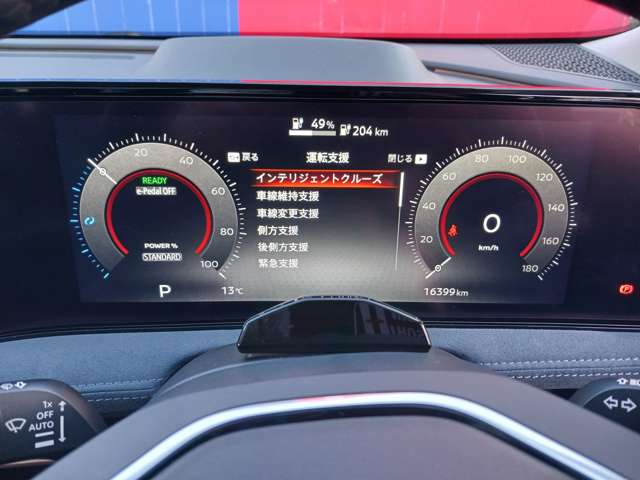 49%
204 km
戻る
運転支援
閉じる
インテリジェントクルーズ
車線維持支援
車線変更支援
側方支援
後側方支援
緊急支援
0
20
40
60
80
100
READY
e-Pedal OFF
POWER %
STANDARD
0
20
40
60
80
100
120
140
160
180
0
km/h
P
13℃
16399km
1x
OFF
AUTO